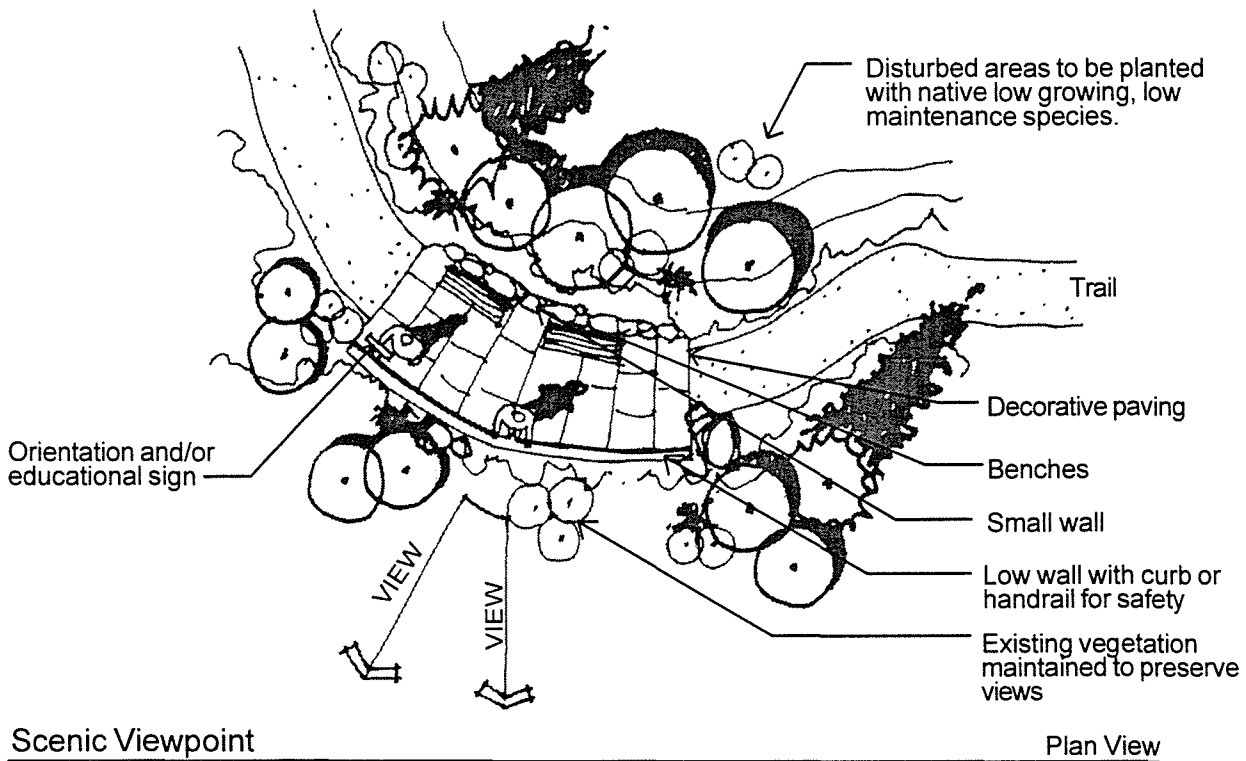 Disturbed areas to be planted
with native low growing, low
maintenance species.
Trail
Decorative paving
Orientation and/or
educational sign
Benches
Small wall
Low wall with curb or
handrail for safety
Existing vegetation
maintained to preserve
views
VIEW
VIEW
Scenic Viewpoint
Plan View